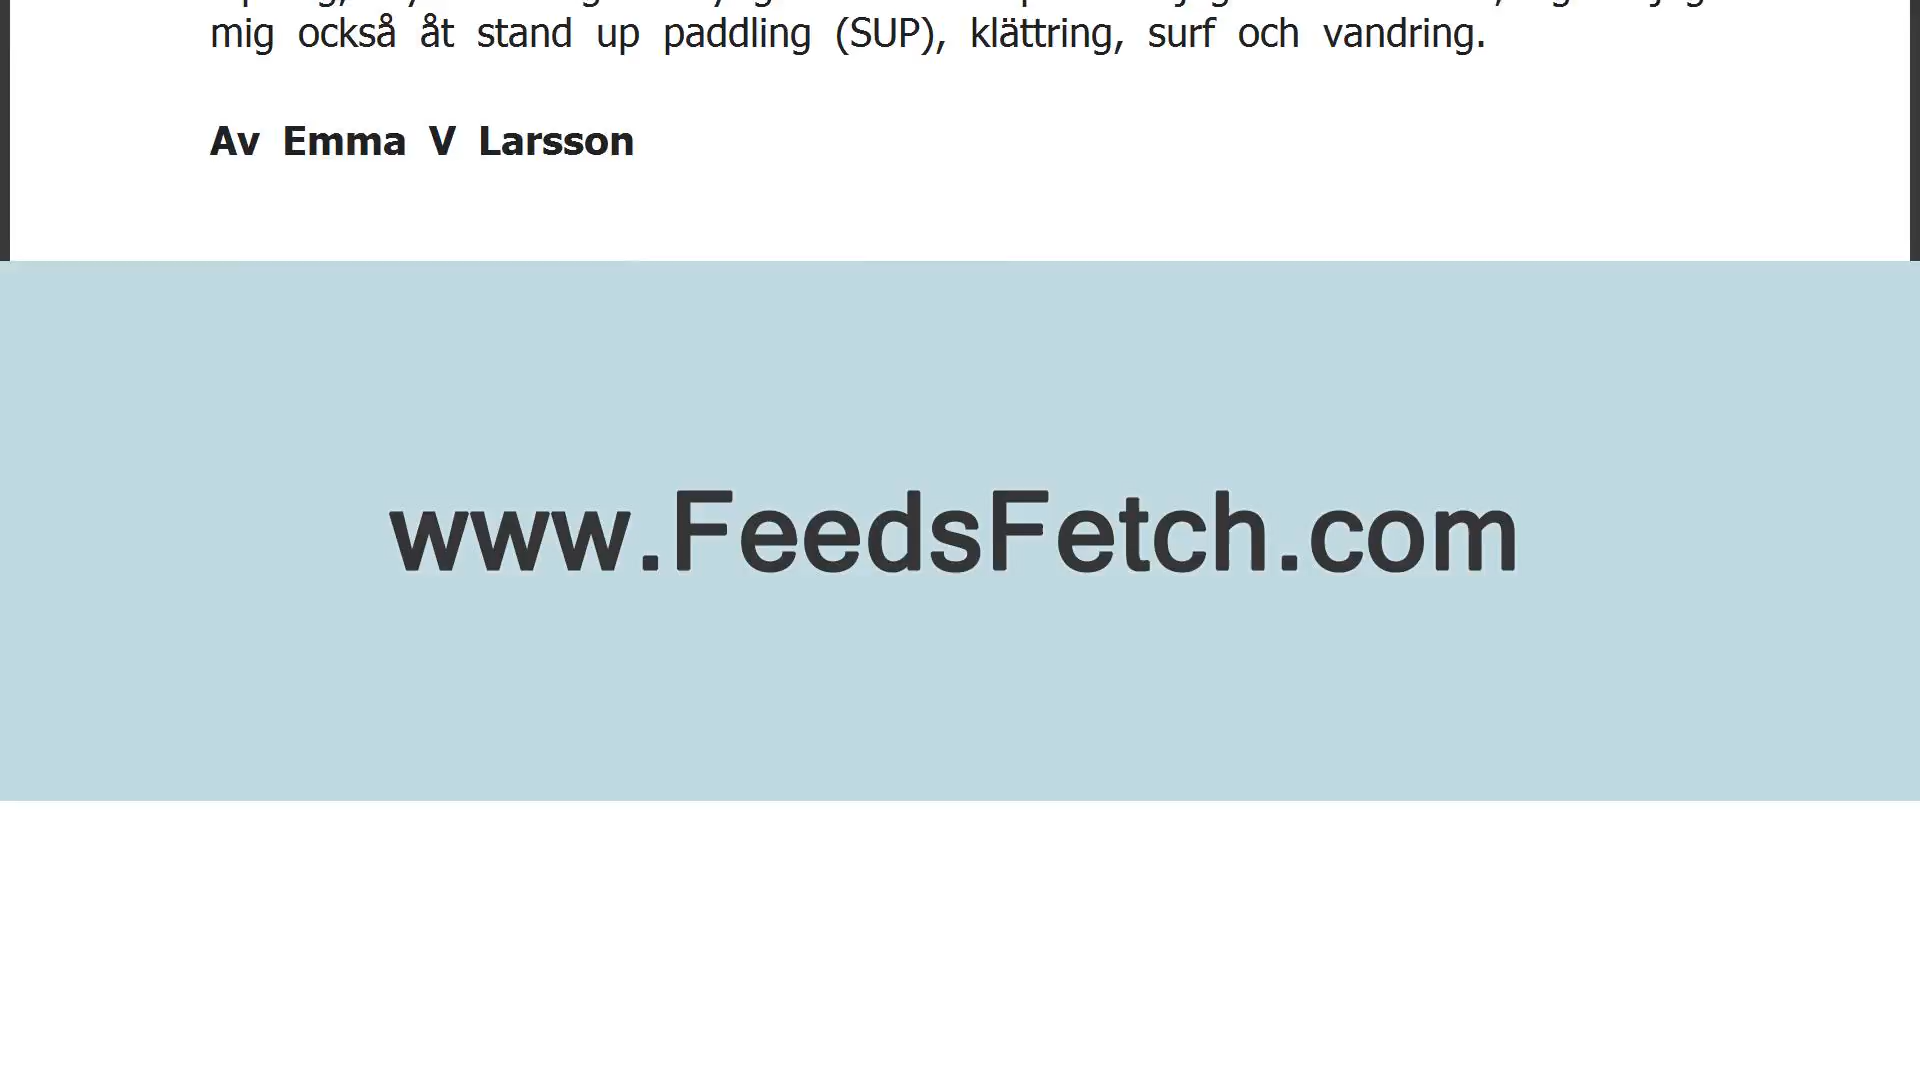 mig också åt stand up paddling (SUP), klättring, surf och vandring.
Av Emma V Larsson
www.FeedsFetch.com